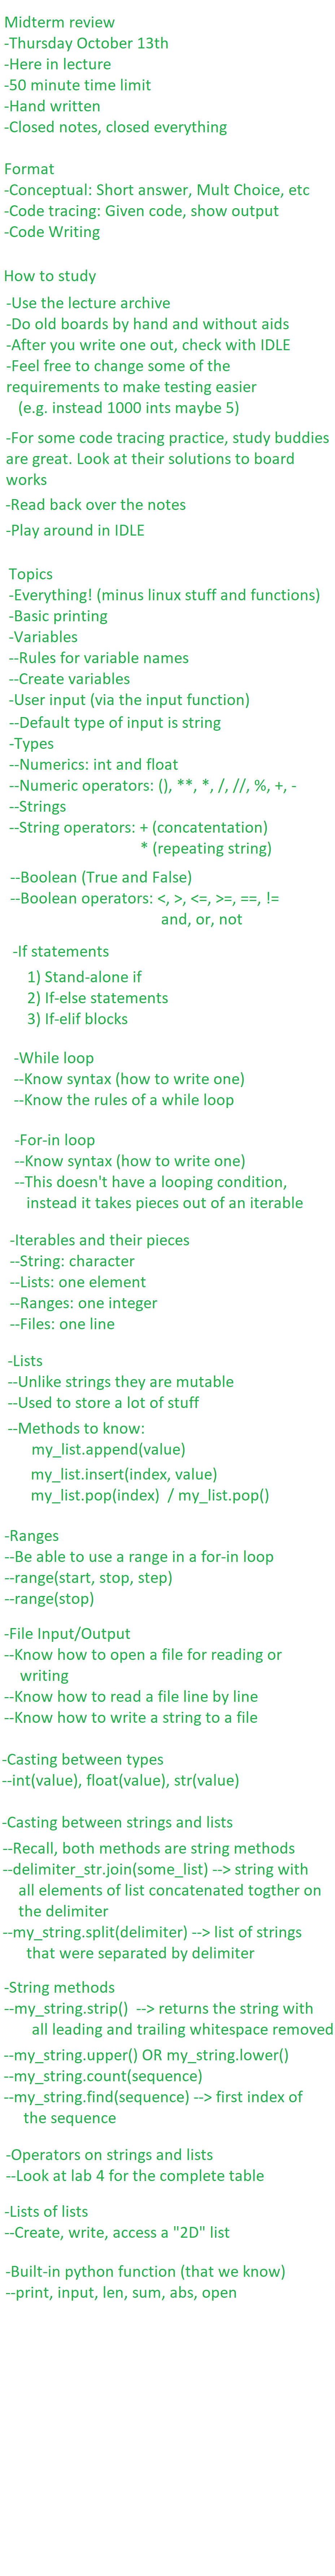 Midterm review
-Thursday October 13th
-Here in lecture
-50 minute time limit
-Hand written
-Closed notes, closed everything
Format
-Conceptual: Short answer, Mult Choice, etc
-Code tracing: Given code, show output
-Code Writing
How to study
-Use the lecture archive
-Do old boards by hand and without aids
-After you write one out, check with IDLE
-Feel free to change some of the
requirements to make testing easier
(e.g. instead 1000 ints maybe 5)
-For some code tracing practice, study buddies
are great. Look at their solutions to board
works
-Read back over the notes
-Play around in IDLE
Topics
-Everything! (minus linux stuff and functions)
-Basic printing
-Variables
--Rules for variable names
--Create variables
-User input (via the input function)
--Default type of input is string
-Types
--Numerics: int and float
--Numeric operators: (), **, *, /, //, %, +, -
--Strings
--String operators: + (concatentation)
* (repeating string)
--Boolean (True and False)
--Boolean operators: <, >, <=, >=, ==, !=
and, or, not
-If statements
1) Stand-alone if
2) If-else statements
3) If-elif blocks
-While loop
--Know syntax (how to write one)
--Know the rules of a while loop
-For-in loop
--Know syntax (how to write one)
--This doesn't have a looping condition,
instead it takes pieces out of an iterable
-Iterables and their pieces
--String: character
--Lists: one element
--Ranges: one integer
--Files: one line
-Lists
--Unlike strings they are mutable
--Used to store a lot of stuff
--Methods to know:
my_list.append(value)
my_list.insert(index, value)
my_list.pop(index) / my_list.pop()
-Ranges
--Be able to use a range in a for-in loop
--range(start, stop, step)
--range(stop)
-File Input/Output
--Know how to open a file for reading or
writing
--Know how to read a file line by line
--Know how to write a string to a file
-Casting between types
--int(value), float(value), str(value)
-Casting between strings and lists
--Recall, both methods are string methods
--delimiter_str.join(some_list) --> string with
all elements of list concatenated togther on
the delimiter
--my_string.split(delimiter) --> list of strings
that were separated by delimiter
-String methods
--my_string.strip() --> returns the string with
all leading and trailing whitespace removed
--my_string.upper() OR my_string.lower()
--my_string.count(sequence)
--my_string.find(sequence) --> first index of
the sequence
-Operators on strings and lists
--Look at lab 4 for the complete table
-Lists of lists
--Create, write, access a "2D" list
-Built-in python function (that we know)
--print, input, len, sum, abs, open